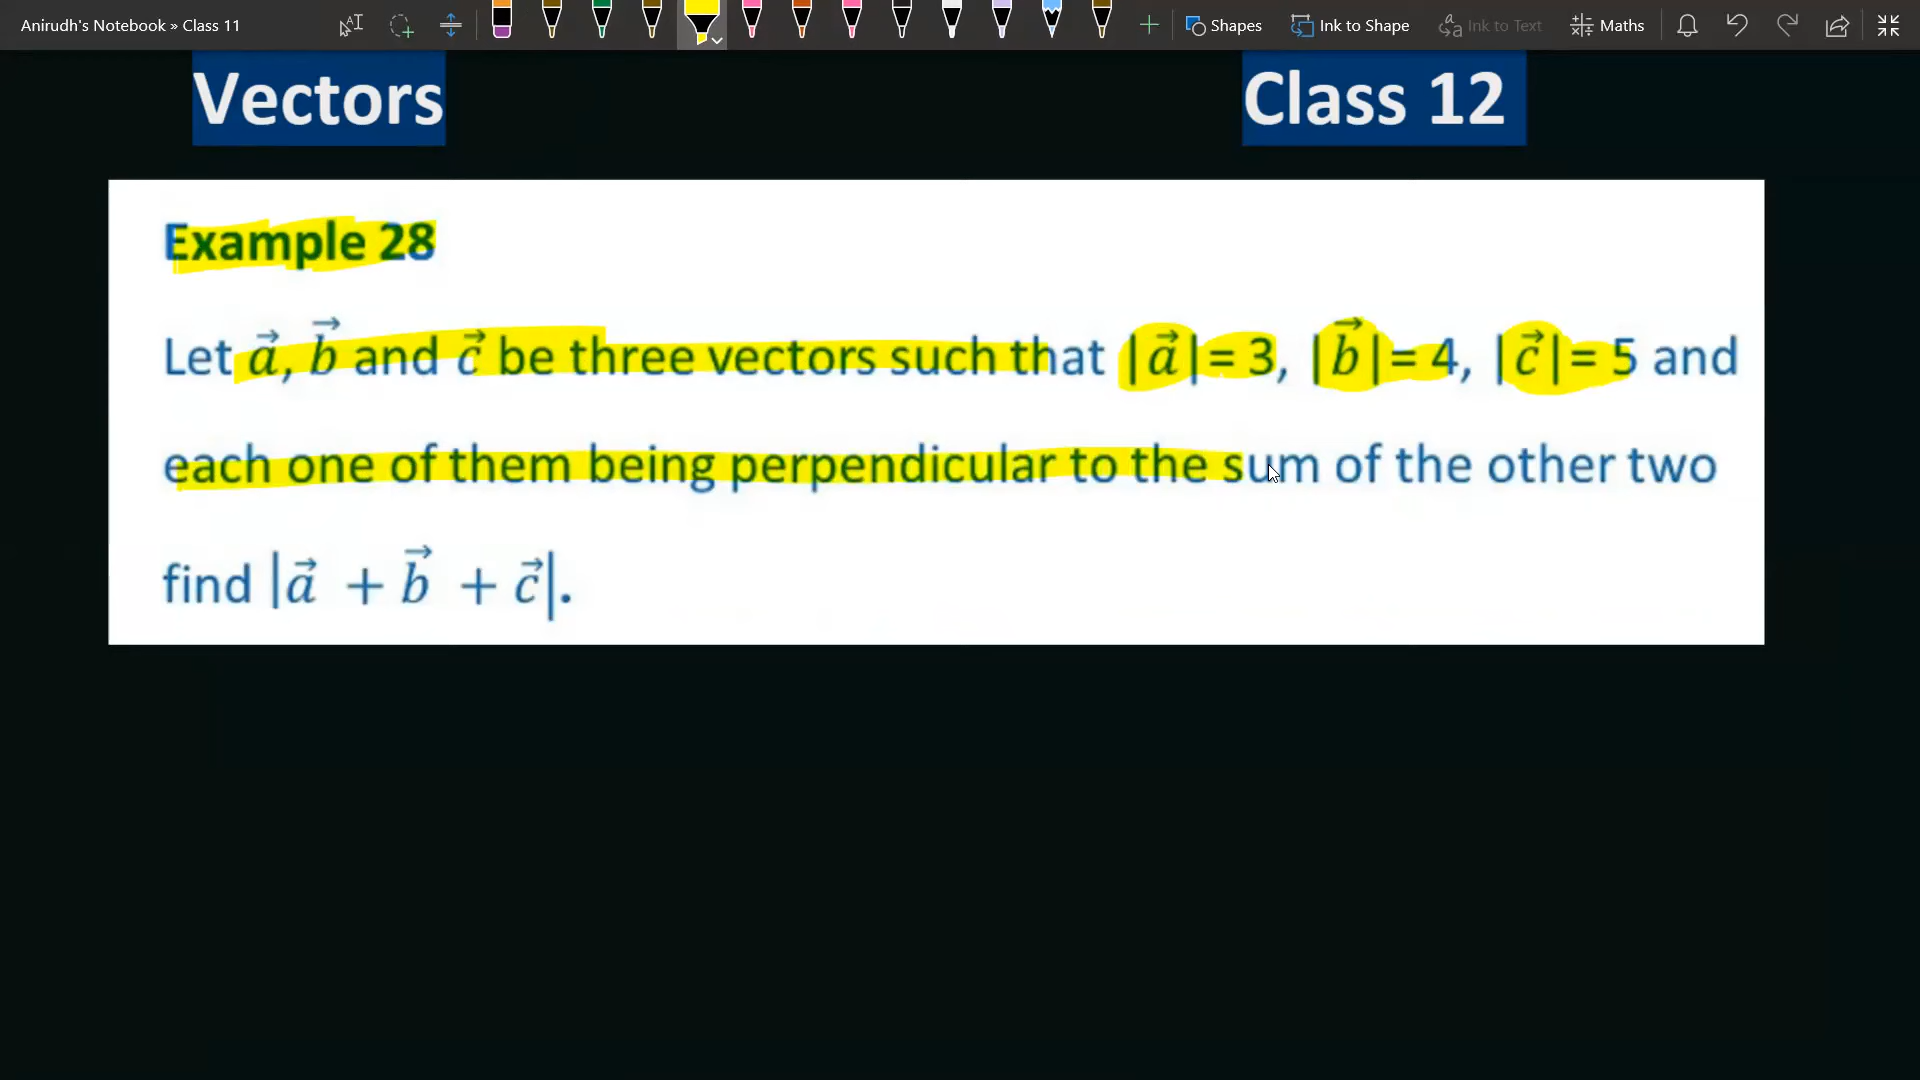 Anirudh's Notebook » Class 11
Shapes
Ink to Shape
Ink to Text
Maths
Vectors
Class 12
Example 28
Let a⃗, b⃗ and c⃗ be three vectors such that |a⃗|= 3, |b⃗|= 4, |c⃗|= 5 and
each one of them being perpendicular to the sum of the other two
find |a⃗ + b⃗ + c⃗|.